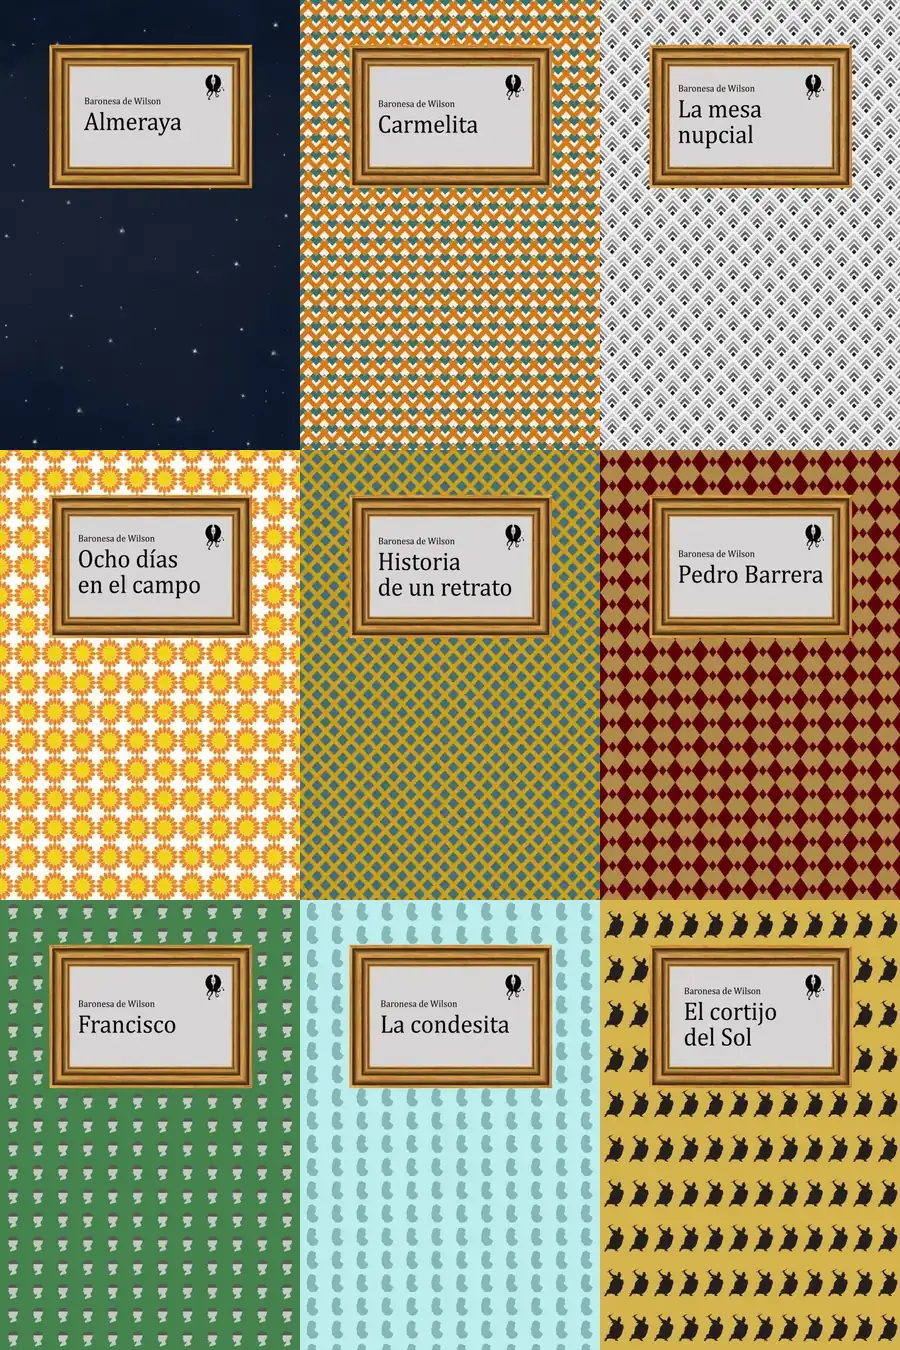 Baronesa de Wilson
Almeraya
Baronesa de Wilson
Carmelita
Baronesa de Wilson
La mesa
nupcial
Baronesa de Wilson
Ocho días
en el campo
Baronesa de Wilson
Historia
de un retrato
Baronesa de Wilson
Pedro Barrera
Baronesa de Wilson
Francisco
Baronesa de Wilson
La condesita
Baronesa de Wilson
El cortijo
del Sol